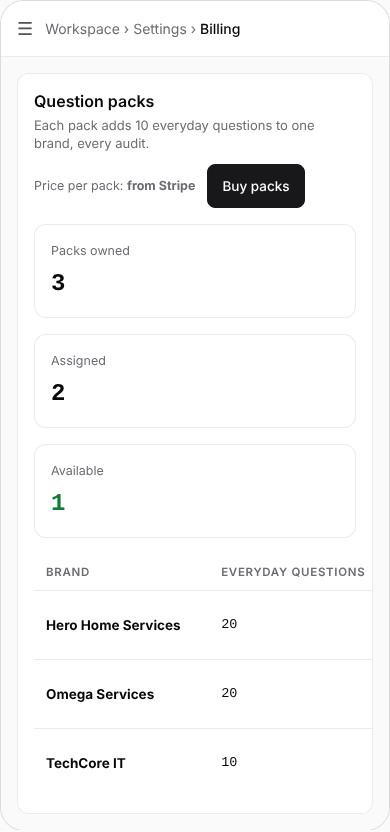 ☰ Workspace › Settings › Billing
Question packs
Each pack adds 10 everyday questions to one
brand, every audit.
Price per pack: from Stripe
Buy packs
Packs owned
3
Assigned
2
Available
1
BRAND EVERYDAY QUESTIONS
Hero Home Services 20
Omega Services 20
TechCore IT 10